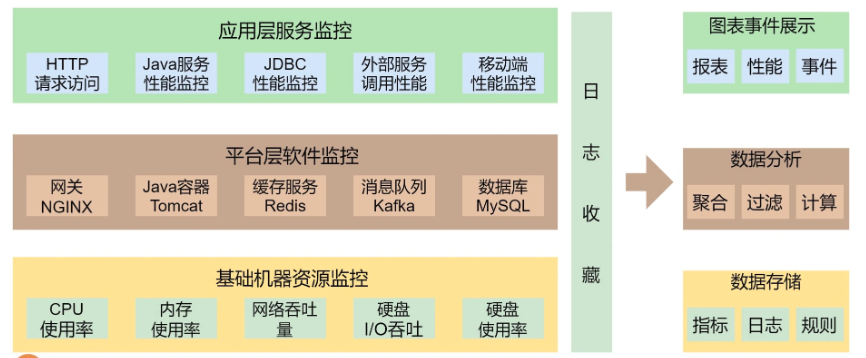 应用层服务监控
HTTP
请求访问
Java服务
性能监控
JDBC
性能监控
外部服务
调用性能
移动端
性能监控
平台层软件监控
网关
NGINX
Java容器
Tomcat
缓存服务
Redis
消息队列
Kafka
数据库
MySQL
基础机器资源监控
CPU
使用率
内存
使用率
网络吞吐
量
硬盘
I/O吞吐
硬盘
使用率
日
志
收
藏
图表事件展示
报表
性能
事件
数据分析
聚合
过滤
计算
数据存储
指标
日志
规则